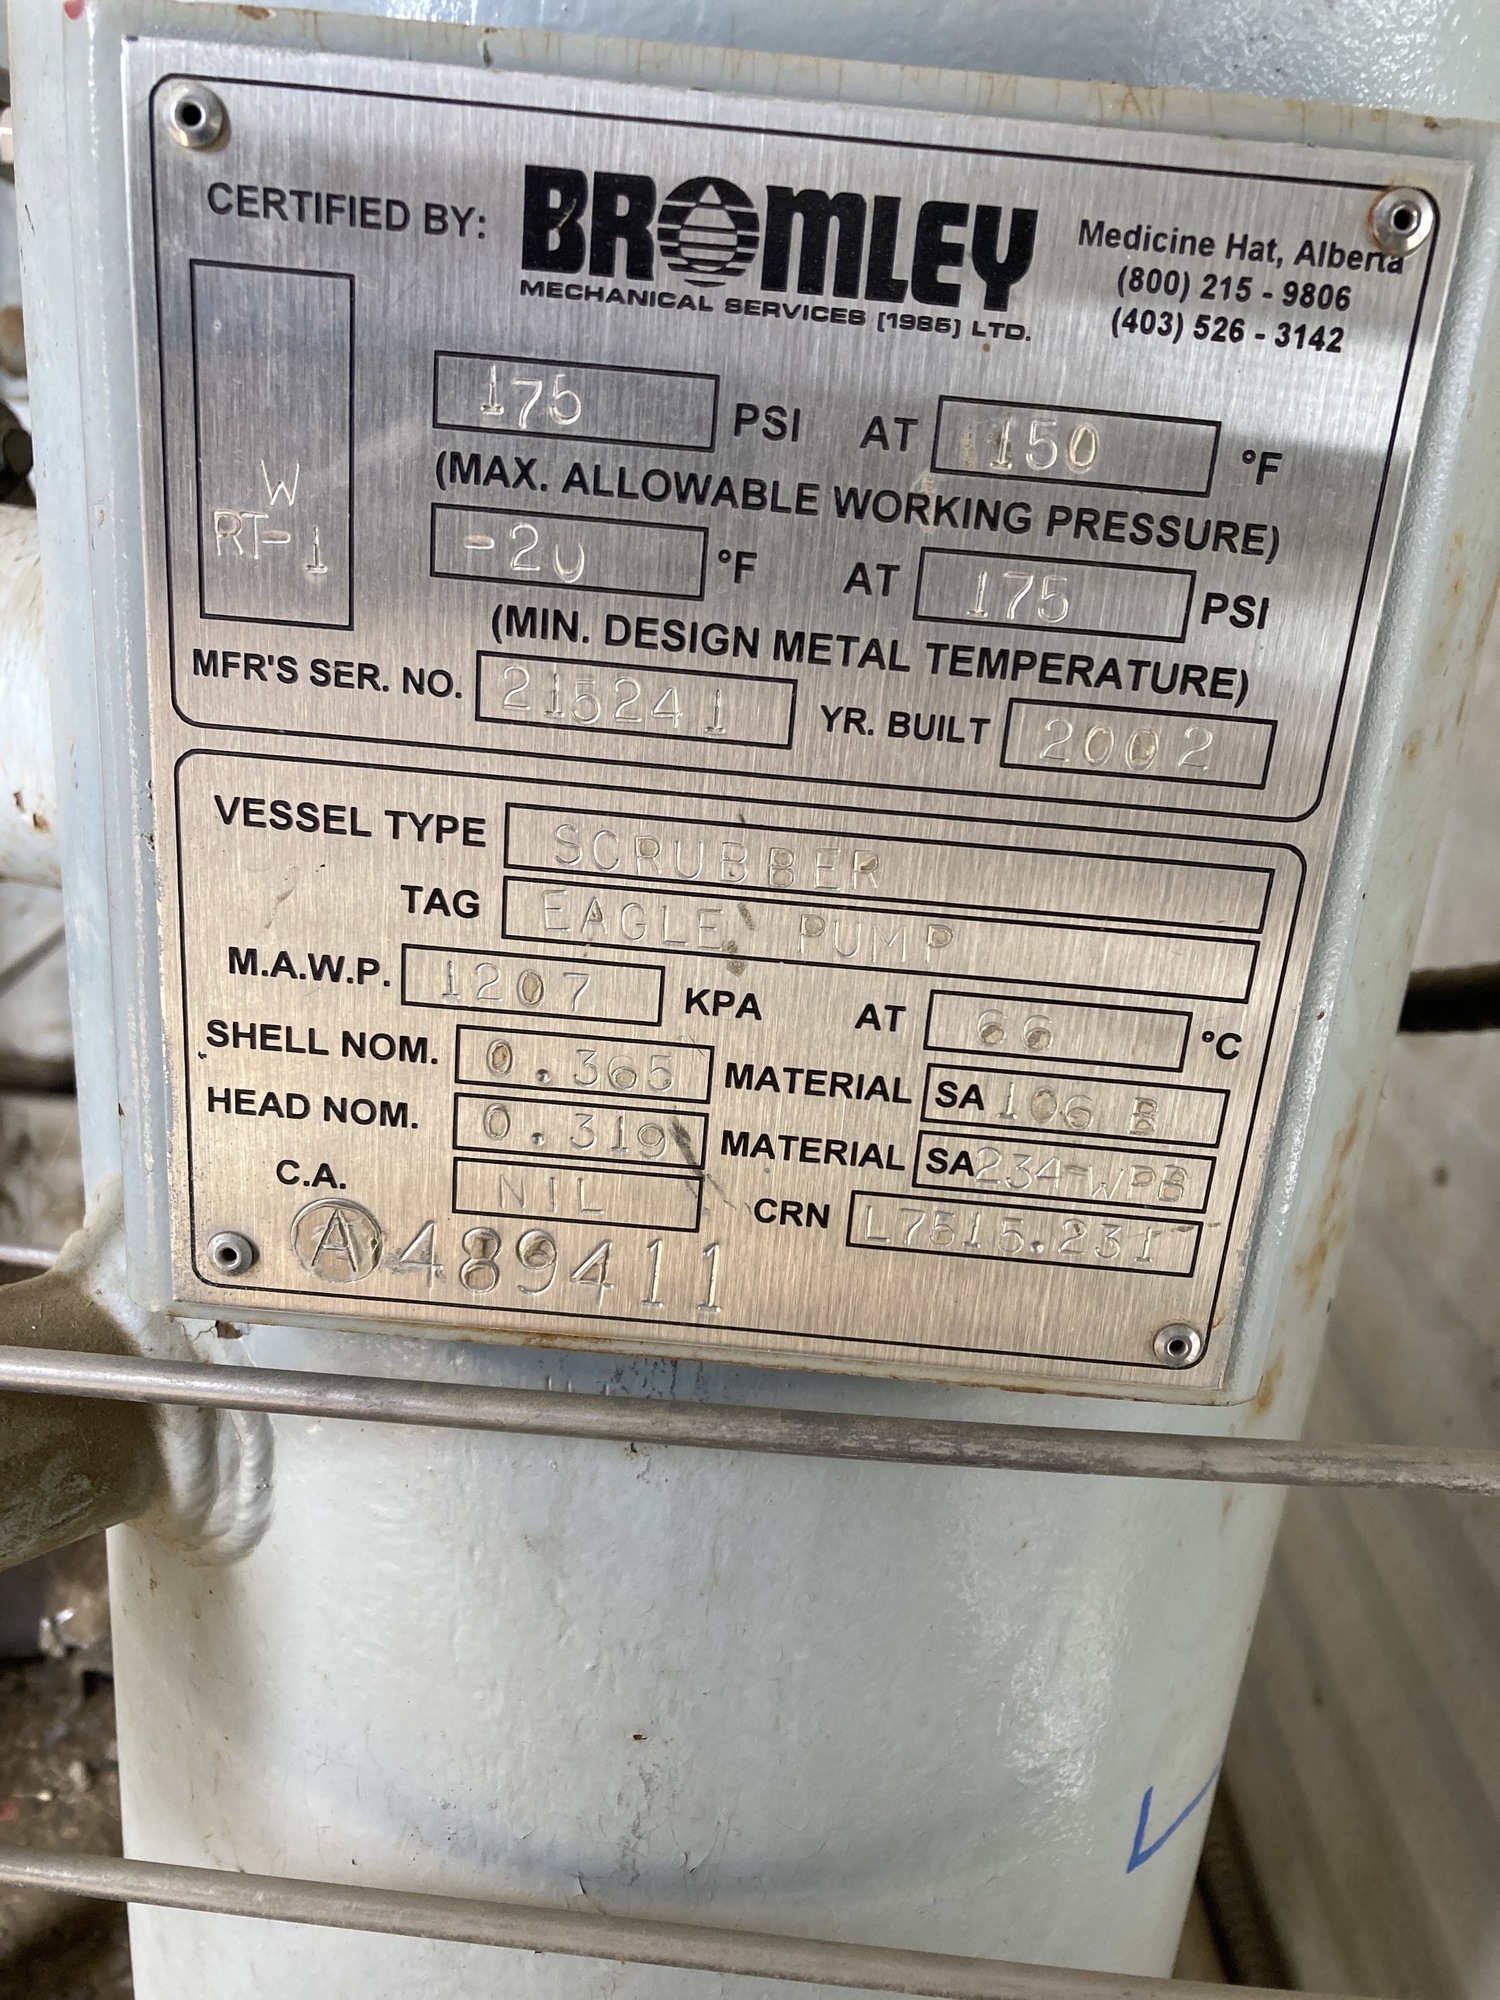 CERTIFIED BY: BROMLEY
MECHANICAL SERVICES [1985] LTD.
Medicine Hat, Alberta
(800) 215 - 9806
(403) 526 - 3142
W
RT-1
175 PSI AT 150 °F
(MAX. ALLOWABLE WORKING PRESSURE)
-20 °F AT 175 PSI
(MIN. DESIGN METAL TEMPERATURE)
MFR'S SER. NO. 215241 YR. BUILT 2002
VESSEL TYPE SCRUBBER
TAG EAGLE PUMP
M.A.W.P. 1207 KPA AT 66 °C
SHELL NOM. 0.365 MATERIAL SA 106 B
HEAD NOM. 0.319 MATERIAL SA 234-WPB
C.A. NIL CRN L7515.231
A 489411